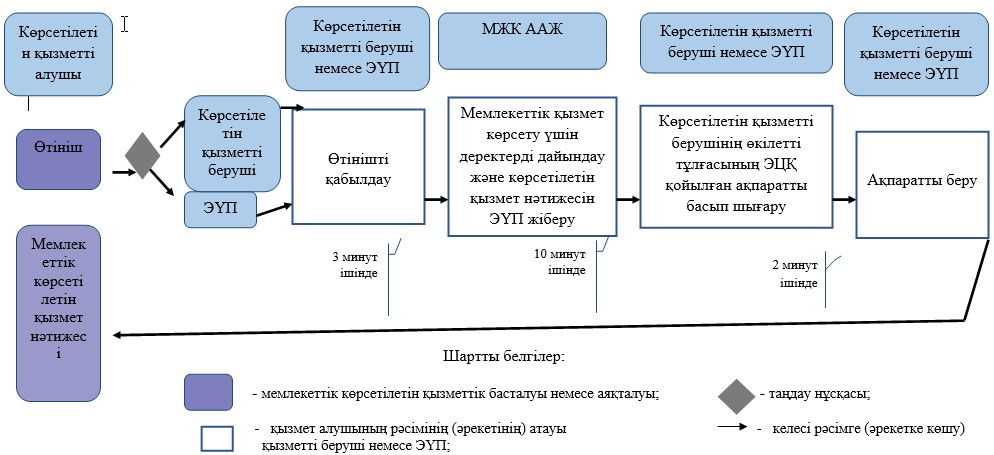 Көрсетілеті
н қызметті
алушы
Көрсетілетін
қызметті беруші
немесе ЭҮП
МЖК ААЖ
Көрсетілетін қызметті
беруші немесе ЭҮП
Көрсетілетін
қызметті беруші
немесе ЭҮП
Өтініш
Көрсетіле
тін
қызметті
беруші
ЭҮП
Өтінішті
қабылдау
Мемлекеттік қызмет
көрсету үшін
деректерді дайындау
және көрсетілетін
қызмет нәтижесін
ЭҮП жіберу
Көрсетілетін қызметті
берушінің өкілетті
тұлғасының ЭЦҚ
қойылған ақпаратты
басып шығару
Ақпаратты беру
3 минут
ішінде
10 минут
ішінде
2 минут
ішінде
Мемлек
еттік
көрсеті
летін
қызмет
нәтижес
і
Шартты белгілер:
- мемлекеттік көрсетілетін қызметтік басталуы немесе аяқталуы;
- таңдау нұсқасы;
- қызмет алушының рәсімінің (әрекетінің) атауы
қызметті беруші немесе ЭҮП;
- келесі рәсімге (әрекетке көшу)